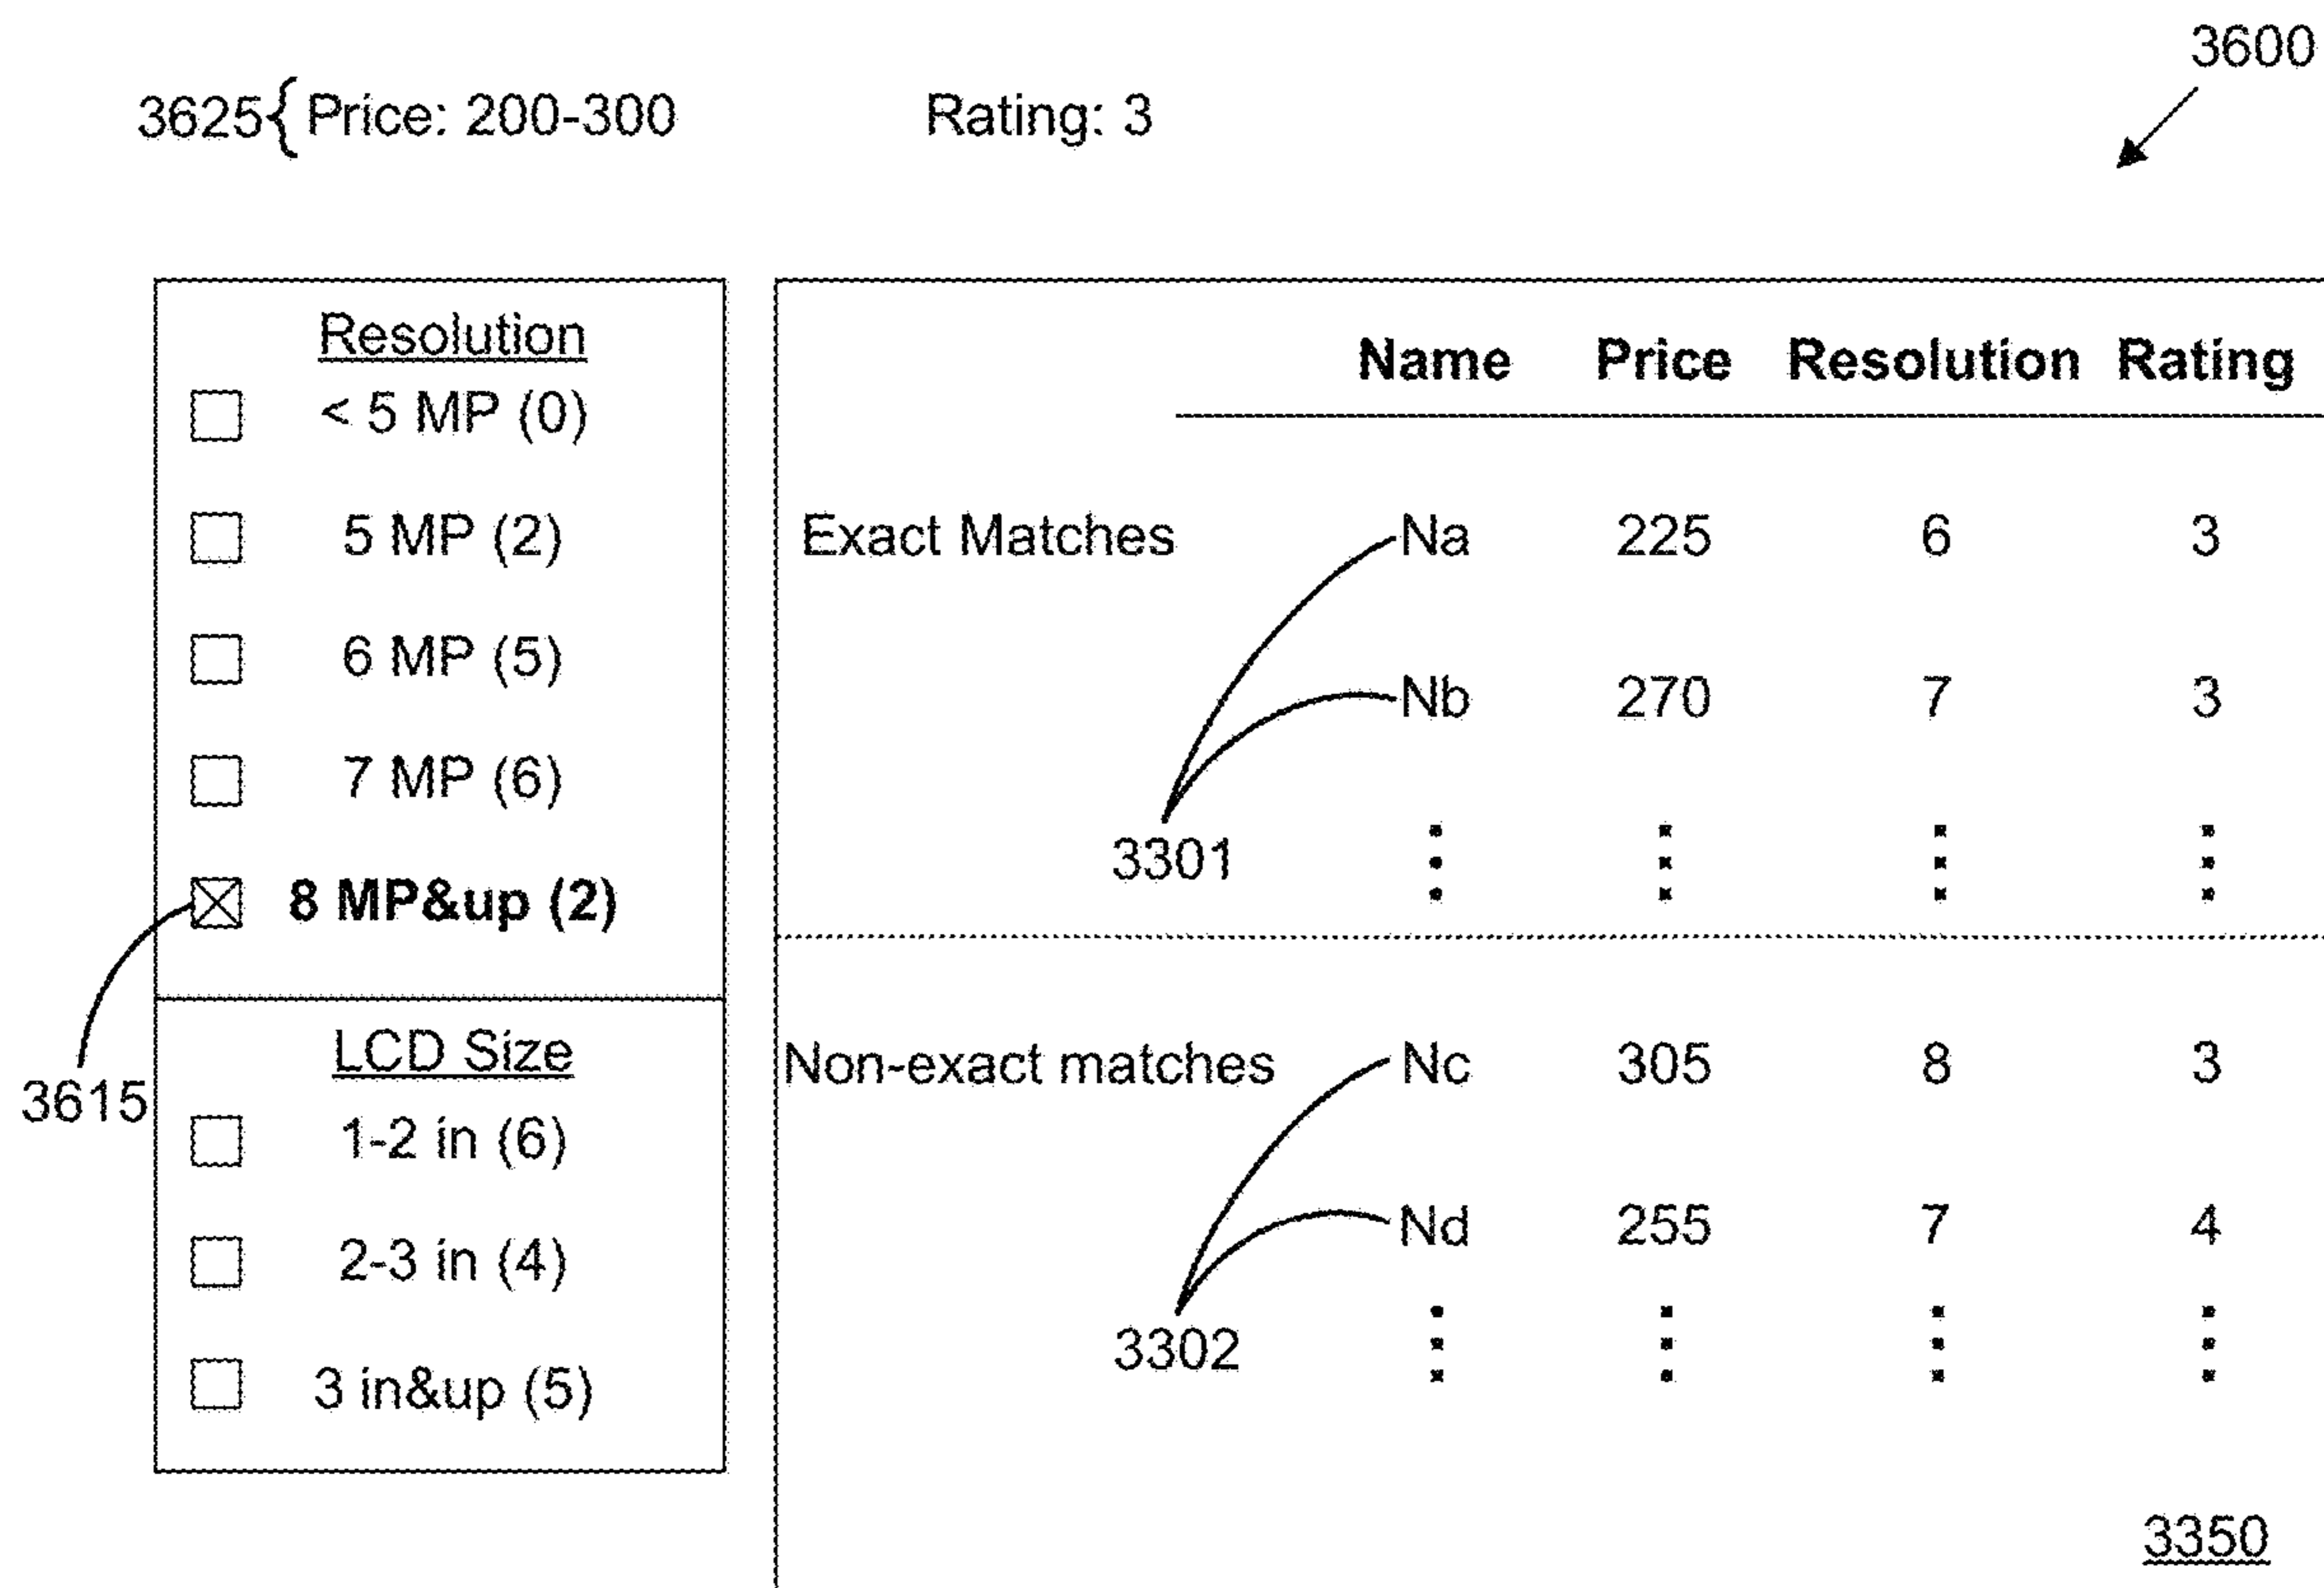 3600
3625{ Price: 200-300 Rating: 3
Resolution
< 5 MP (0)
5 MP (2)
6 MP (5)
7 MP (6)
8 MP&up (2)
3615
LCD Size
1-2 in (6)
2-3 in (4)
3 in&up (5)
Name Price Resolution Rating
Exact Matches Na 225 6 3
Nb 270 7 3
3301
Non-exact matches Nc 305 8 3
Nd 255 7 4
3302
3350